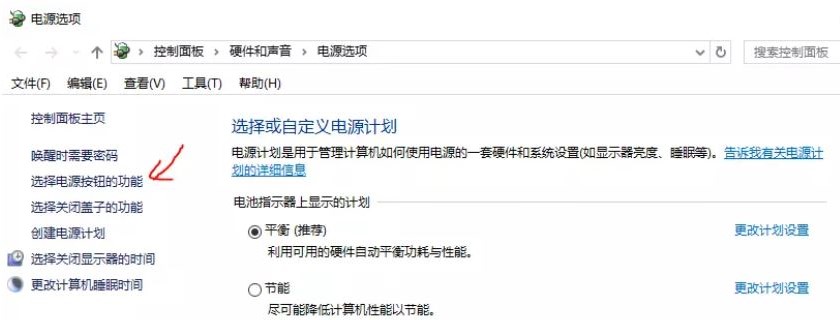 电源选项
控制面板 > 硬件和声音 > 电源选项
搜索控制面板
文件(F) 编辑(E) 查看(V) 工具(T) 帮助(H)
控制面板主页
唤醒时需要密码
选择电源按钮的功能
选择关闭盖子的功能
创建电源计划
选择关闭显示器的时间
更改计算机睡眠时间
选择或自定义电源计划
电源计划是用于管理计算机如何使用电源的一套硬件和系统设置(如显示器亮度、睡眠等)。告诉我有关电源计
划的详细信息
电池指示器上显示的计划
平衡 (推荐) 更改计划设置
利用可用的硬件自动平衡功耗与性能。
节能 更改计划设置
尽可能降低计算机性能以节能。